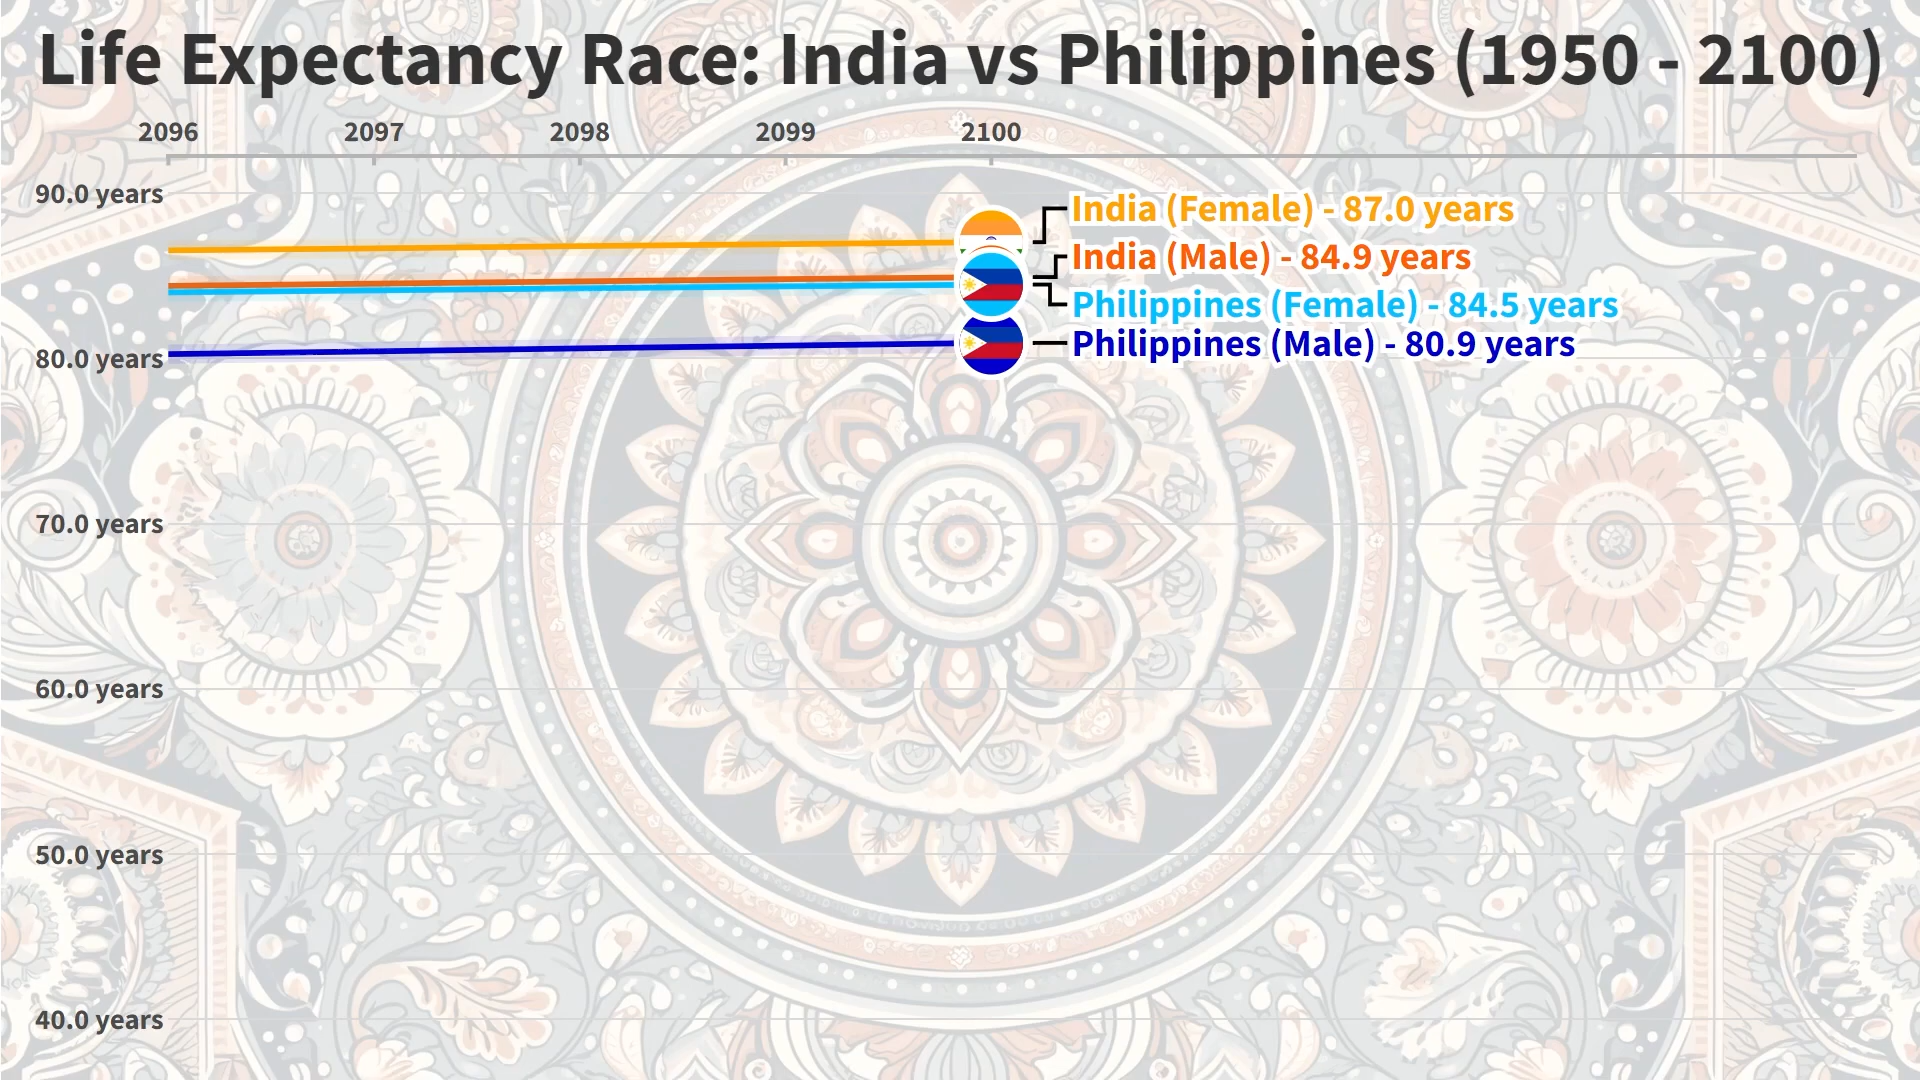 Life Expectancy Race: India vs Philippines (1950 - 2100)
2096 2097 2098 2099 2100
90.0 years
India (Female) - 87.0 years
India (Male) - 84.9 years
Philippines (Female) - 84.5 years
Philippines (Male) - 80.9 years
80.0 years
70.0 years
60.0 years
50.0 years
40.0 years